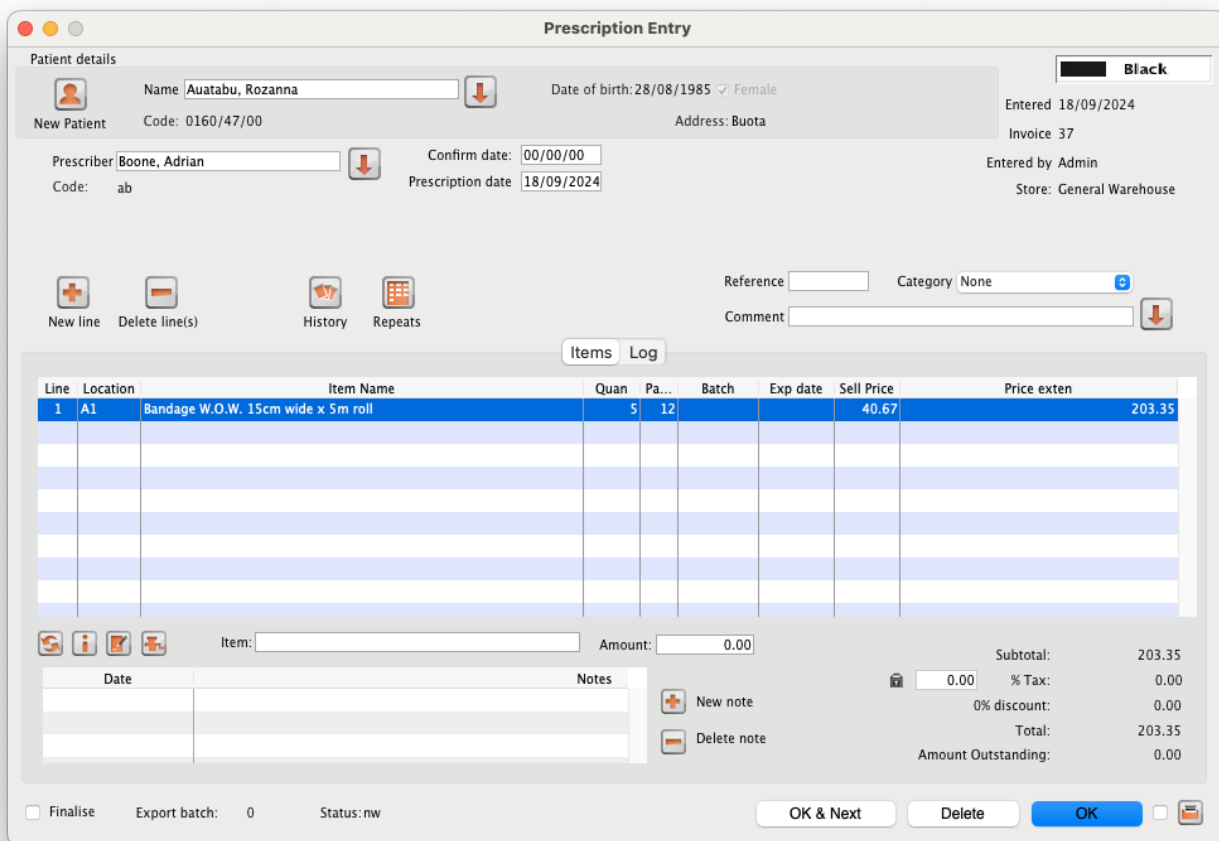 Prescription Entry
Patient details
Black
Name Auatabu, Rozanna
Date of birth: 28/08/1985 Female
Entered 18/09/2024
New Patient
Code: 0160/47/00
Address: Buota
Invoice 37
Prescriber Boone, Adrian
Confirm date: 00/00/00
Entered by Admin
Code: ab
Prescription date 18/09/2024
Store: General Warehouse
Reference
Category None
New line Delete line(s) History Repeats
Comment
Items Log
Line Location Item Name Quan Pa... Batch Exp date Sell Price Price exten
1 A1 Bandage W.O.W. 15cm wide x 5m roll 5 12 40.67 203.35
Item: Amount: 0.00
Subtotal: 203.35
Date Notes
0.00 % Tax: 0.00
New note
0% discount: 0.00
Total: 203.35
Delete note
Amount Outstanding: 0.00
Finalise Export batch: 0 Status: nw OK & Next Delete OK